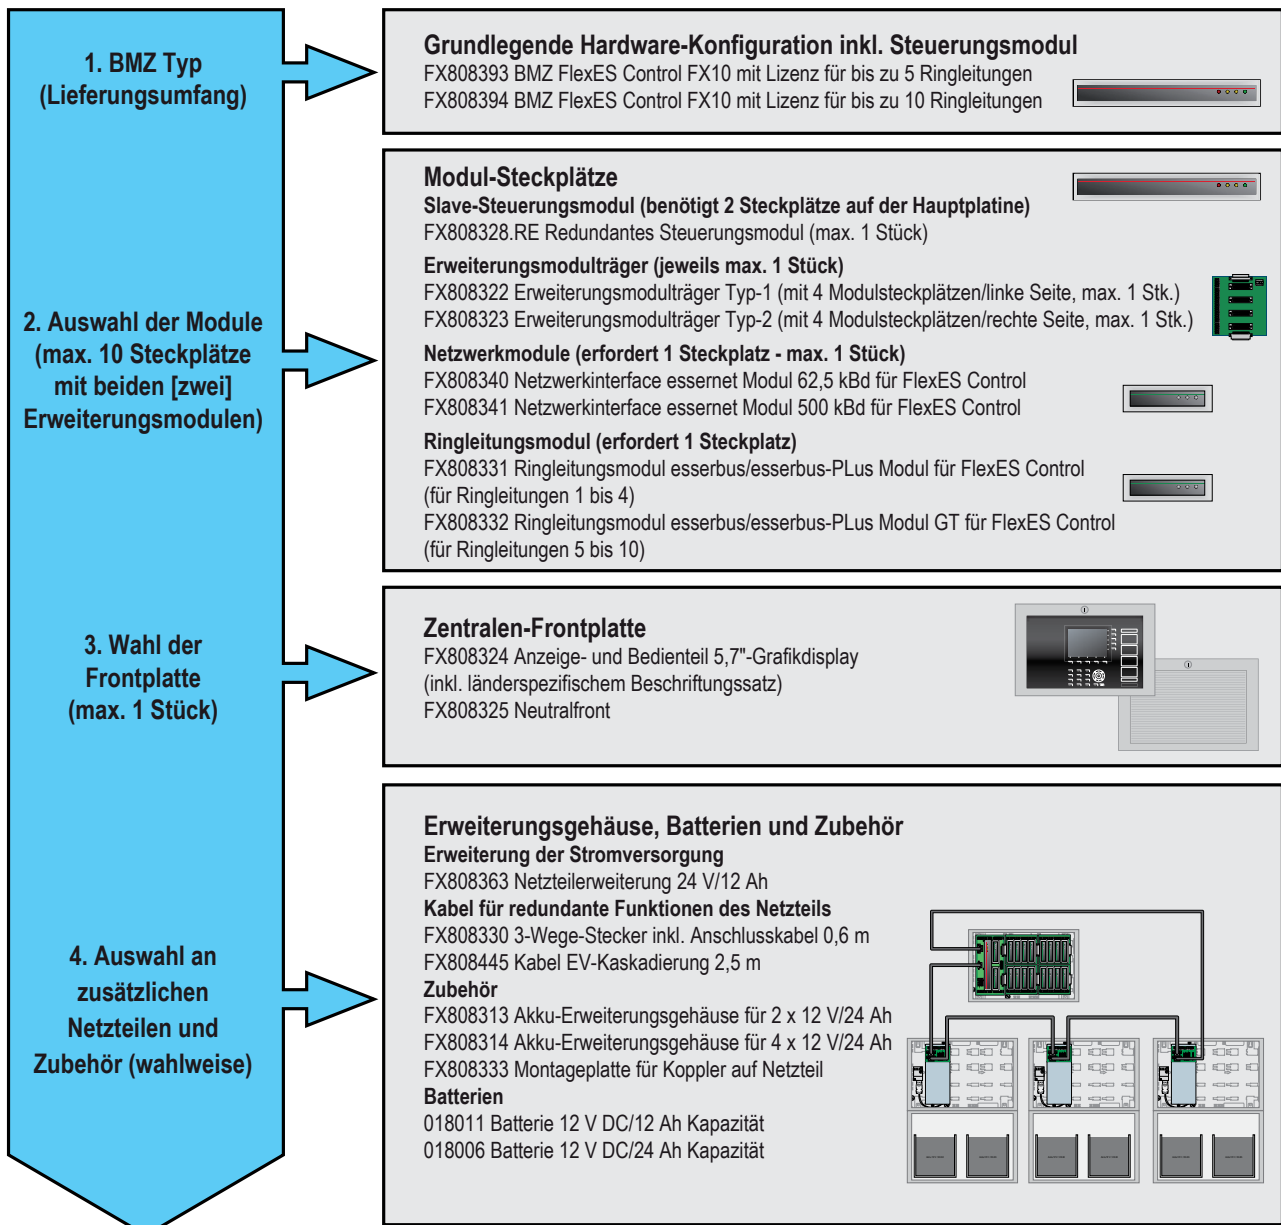 1. BMZ Typ
(Lieferungsumfang)
Grundlegende Hardware-Konfiguration inkl. Steuerungsmodul
FX808393 BMZ FlexES Control FX10 mit Lizenz für bis zu 5 Ringleitungen
FX808394 BMZ FlexES Control FX10 mit Lizenz für bis zu 10 Ringleitungen
2. Auswahl der Module
(max. 10 Steckplätze
mit beiden [zwei]
Erweiterungsmodulen)
Modul-Steckplätze
Slave-Steuerungsmodul (benötigt 2 Steckplätze auf der Hauptplatine)
FX808328.RE Redundantes Steuerungsmodul (max. 1 Stück)
Erweiterungsmodulträger (jeweils max. 1 Stück)
FX808322 Erweiterungsmodulträger Typ-1 (mit 4 Modulsteckplätzen/linke Seite, max. 1 Stk.)
FX808323 Erweiterungsmodulträger Typ-2 (mit 4 Modulsteckplätzen/rechte Seite, max. 1 Stk.)
Netzwerkmodule (erfordert 1 Steckplatz - max. 1 Stück)
FX808340 Netzwerkinterface essernet Modul 62,5 kBd für FlexES Control
FX808341 Netzwerkinterface essernet Modul 500 kBd für FlexES Control
Ringleitungsmodul (erfordert 1 Steckplatz)
FX808331 Ringleitungsmodul esserbus/esserbus-PLus Modul für FlexES Control
(für Ringleitungen 1 bis 4)
FX808332 Ringleitungsmodul esserbus/esserbus-PLus Modul GT für FlexES Control
(für Ringleitungen 5 bis 10)
3. Wahl der
Frontplatte
(max. 1 Stück)
Zentralen-Frontplatte
FX808324 Anzeige- und Bedienteil 5,7"-Grafikdisplay
(inkl. länderspezifischem Beschriftungssatz)
FX808325 Neutralfront
4. Auswahl an
zusätzlichen
Netzteilen und
Zubehör (wahlweise)
Erweiterungsgehäuse, Batterien und Zubehör
Erweiterung der Stromversorgung
FX808363 Netzteilerweiterung 24 V/12 Ah
Kabel für redundante Funktionen des Netzteils
FX808330 3-Wege-Stecker inkl. Anschlusskabel 0,6 m
FX808445 Kabel EV-Kaskadierung 2,5 m
Zubehör
FX808313 Akku-Erweiterungsgehäuse für 2 x 12 V/24 Ah
FX808314 Akku-Erweiterungsgehäuse für 4 x 12 V/24 Ah
FX808333 Montageplatte für Koppler auf Netzteil
Batterien
018011 Batterie 12 V DC/12 Ah Kapazität
018006 Batterie 12 V DC/24 Ah Kapazität